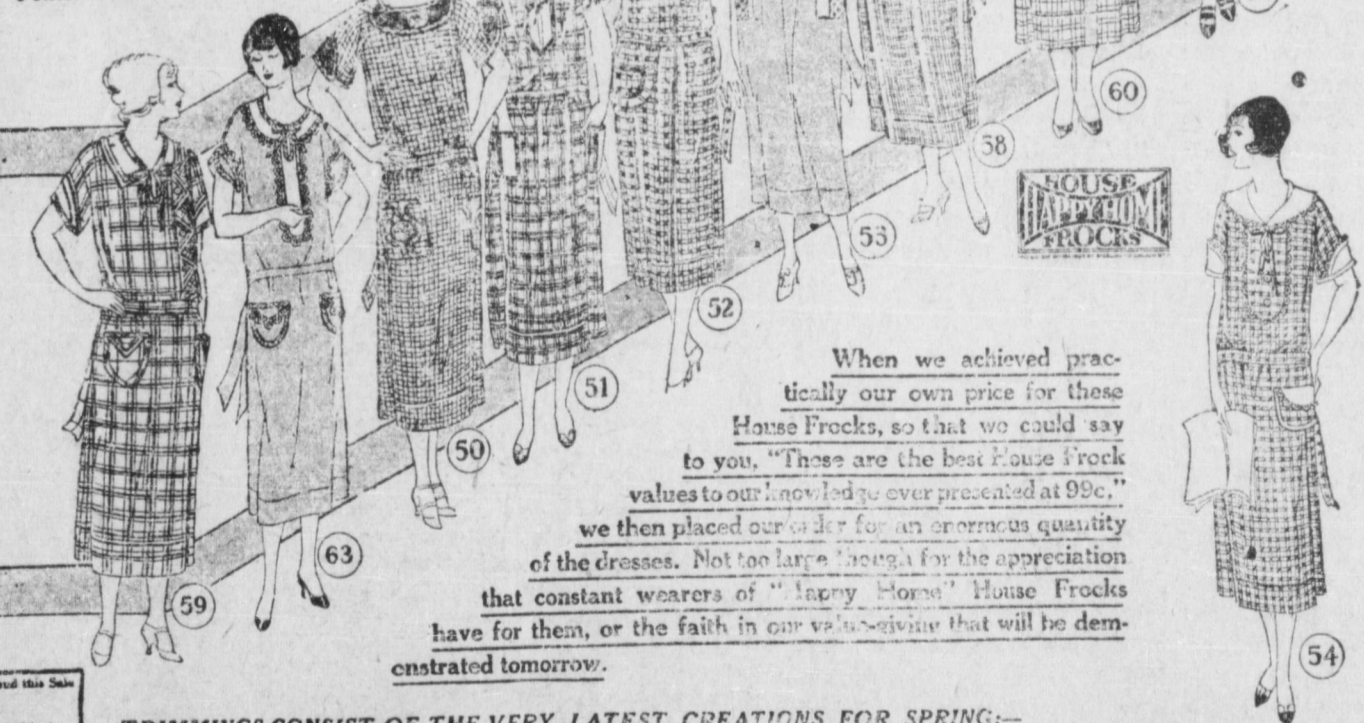 60
58
HOUSE
HAPPY HOME
FROCKS
55
52
51
50
63
59
54
When we achieved prac-
tically our own price for these
House Frocks, so that we could say
to you, "These are the best House Frock
values to our knowledge ever presented at 99c,"
we then placed our order for an enormous quantity
of the dresses. Not too large though for the appreciation
that constant wearers of "Happy Home" House Frocks
have for them, or the faith in our value-giving that will be dem-
onstrated tomorrow.
and this Sale
TRIMMINGS CONSIST OF THE VERY LATEST CREATIONS FOR SPRING:—